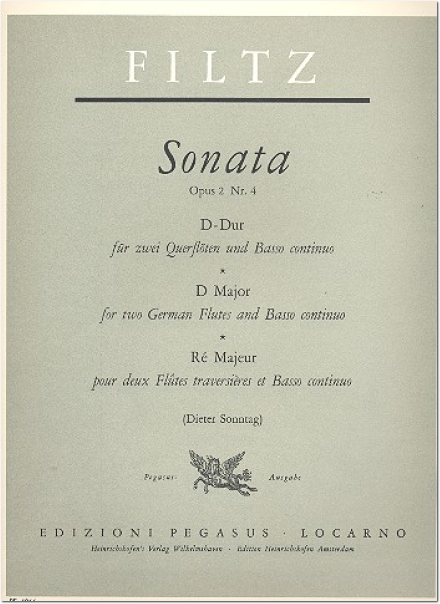 FILTZ
Sonata
Opus 2 Nr. 4
D-Dur
für zwei Querflöten und Basso continuo
*
D Major
for two German Flutes and Basso continuo
*
Ré Majeur
pour deux Flûtes traversières et Basso continuo
(Dieter Sonntag)
Pegasus- Ausgabe
EDIZIONI PEGASUS · LOCARNO
Heinrichshofen's Verlag Wilhelmshaven · Edition Heinrichshofen Amsterdam